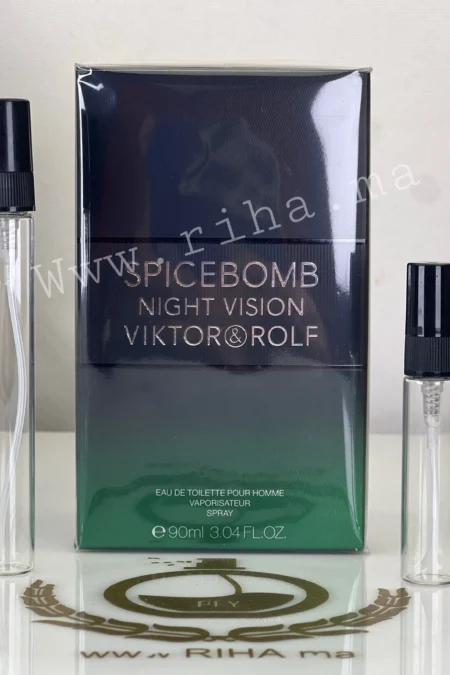 www.riha.ma
SPICEBOMB
NIGHT VISION
VIKTOR&ROLF
EAU DE TOILETTE POUR HOMME
VAPORISATEUR
SPRAY
℮90ml 3.04 FL.OZ.
PFY
www RIHA ma